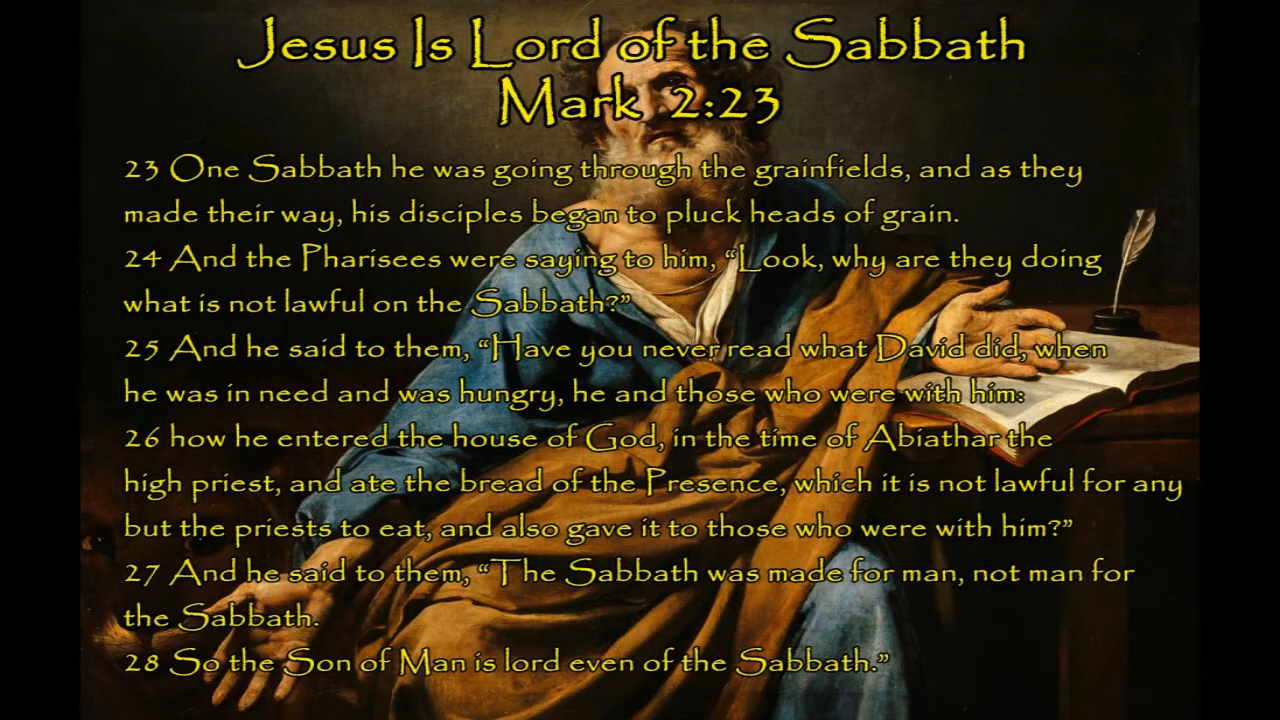 Jesus Is Lord of the Sabbath
Mark 2:23
23 One Sabbath he was going through the grainfields, and as they
made their way, his disciples began to pluck heads of grain.
24 And the Pharisees were saying to him, “Look, why are they doing
what is not lawful on the Sabbath?”
25 And he said to them, “Have you never read what David did, when
he was in need and was hungry, he and those who were with him:
26 how he entered the house of God, in the time of Abiathar the
high priest, and ate the bread of the Presence, which it is not lawful for any
but the priests to eat, and also gave it to those who were with him?”
27 And he said to them, “The Sabbath was made for man, not man for
the Sabbath.
28 So the Son of Man is lord even of the Sabbath.”